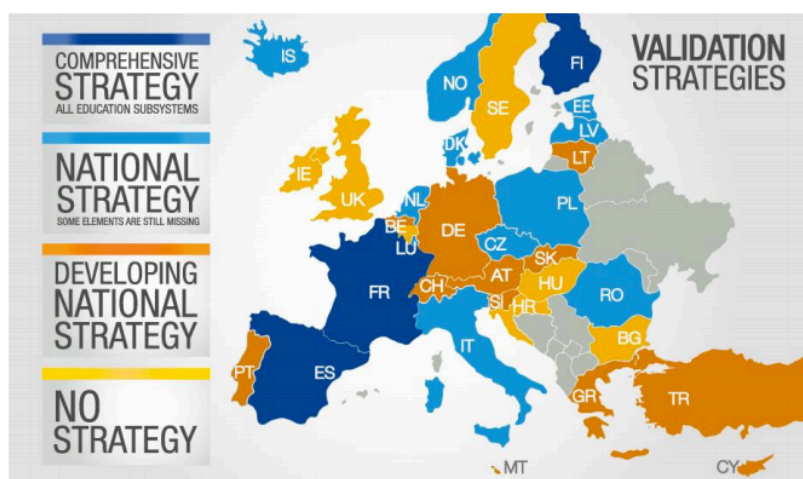 COMPREHENSIVE
STRATEGY
ALL EDUCATION SUBSYSTEMS
NATIONAL
STRATEGY
SOME ELEMENTS ARE STILL MISSING
DEVELOPING
NATIONAL
STRATEGY
NO
STRATEGY
VALIDATION
STRATEGIES
IS
NO
SE
FI
EE
LV
DK
LT
IE
UK
NL
BE
DE
PL
LU
CZ
SK
FR
CH
AT
HU
SI
HR
RO
IT
BG
PT
ES
GR
TR
MT
CY